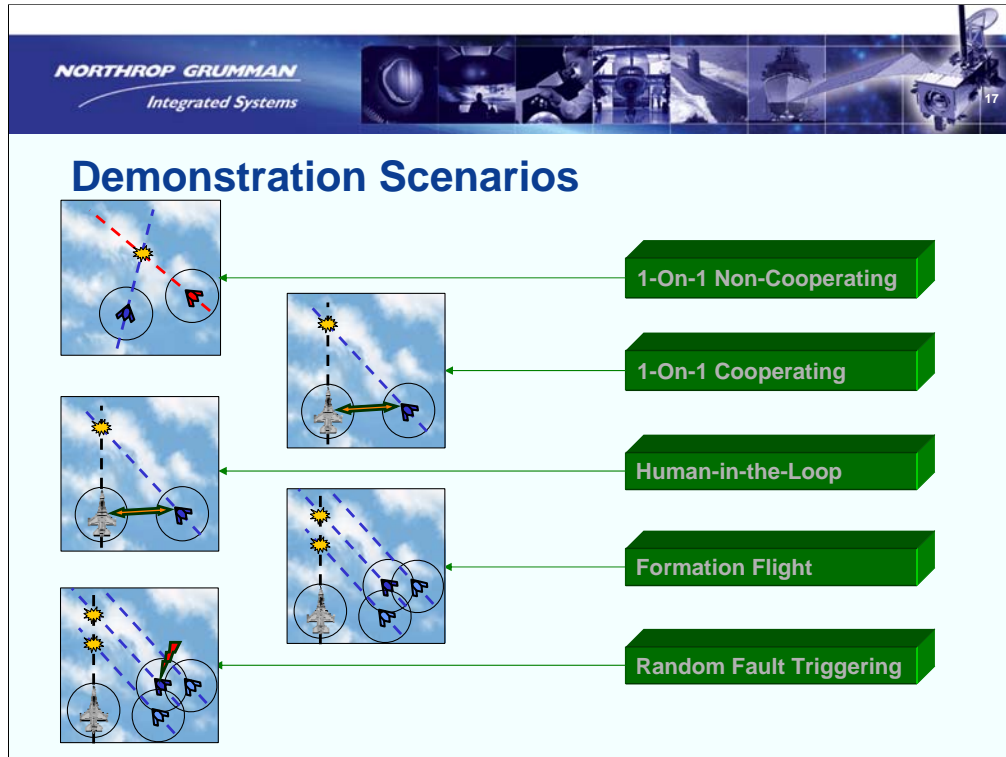 NORTHROP GRUMMAN
Integrated Systems
17
Demonstration Scenarios
1-On-1 Non-Cooperating
1-On-1 Cooperating
Human-in-the-Loop
Formation Flight
Random Fault Triggering